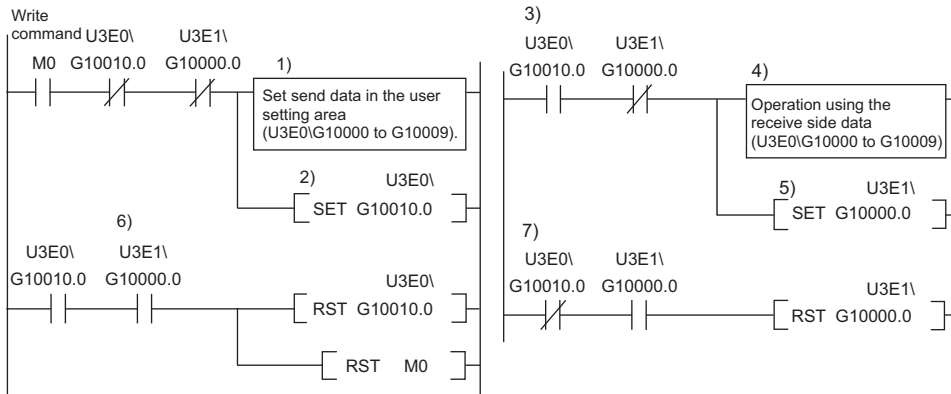 Write
command
U3E0\ U3E1\
M0 G10010.0 G10000.0
1)
Set send data in the user
setting area
(U3E0\G10000 to G10009).
2)
U3E0\
SET G10010.0
6)
U3E0\ U3E1\
G10010.0 G10000.0
U3E0\
RST G10010.0
RST M0
3)
U3E0\ U3E1\
G10010.0 G10000.0
4)
Operation using the
receive side data
(U3E0\G10000 to G10009)
5)
U3E1\
SET G10000.0
7)
U3E0\ U3E1\
G10010.0 G10000.0
U3E1\
RST G10000.0